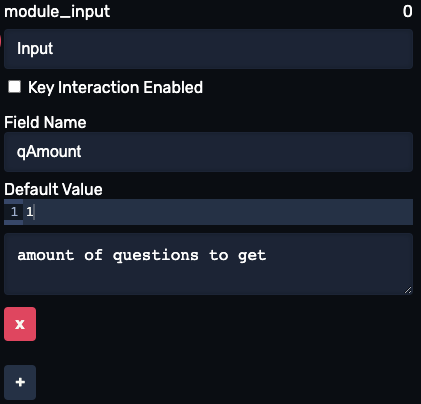 module_input 0
Input
Key Interaction Enabled
Field Name
qAmount
Default Value
1 1
amount of questions to get
x
+